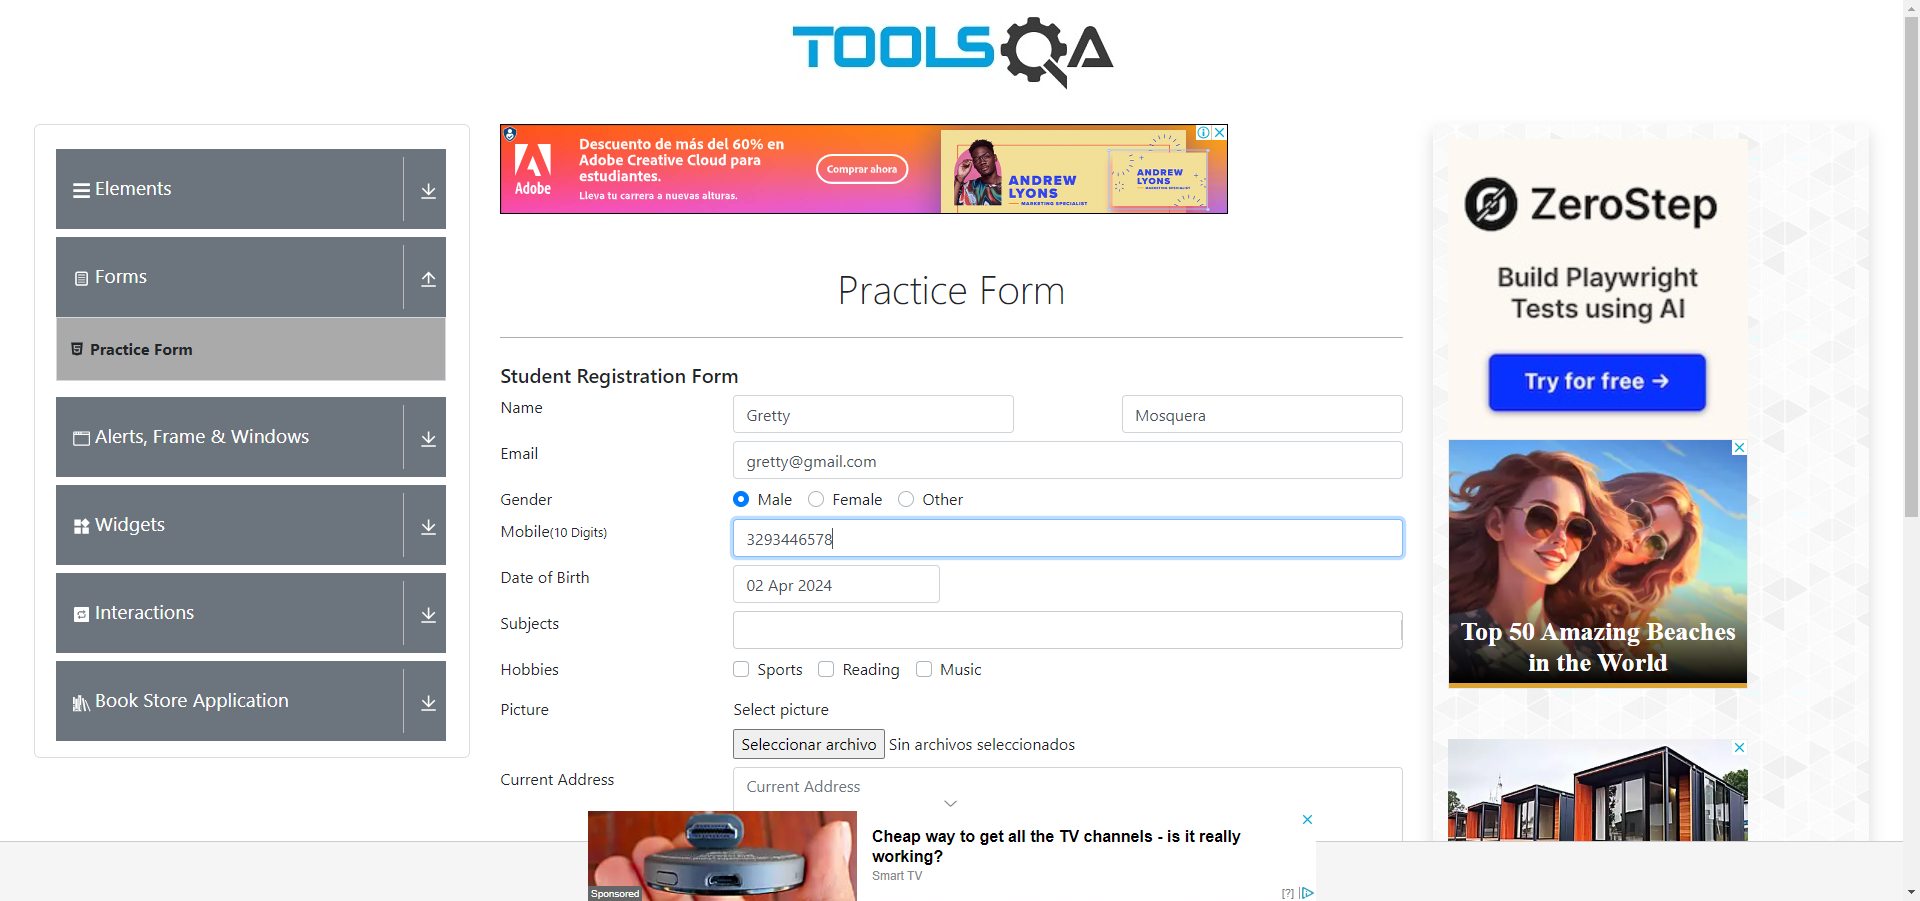 TOOLSQA
Elements
Forms
Practice Form
Alerts, Frame & Windows
Widgets
Interactions
Book Store Application
Adobe
Descuento de más del 60% en
Adobe Creative Cloud para
estudiantes.
Lleva tu carrera a nuevas alturas.
Comprar ahora
ANDREW
LYONS
MARKETING SPECIALIST
ANDREW
LYONS
MARKETING SPECIALIST
Practice Form
Student Registration Form
Name
Gretty
Mosquera
Email
gretty@gmail.com
Gender
Male
Female
Other
Mobile(10 Digits)
3293446578
Date of Birth
02 Apr 2024
Subjects
Hobbies
Sports
Reading
Music
Picture
Select picture
Seleccionar archivo Sin archivos seleccionados
Current Address
Current Address
Sponsored
Cheap way to get all the TV channels - is it really
working?
Smart TV
[?]
ZeroStep
Build Playwright
Tests using AI
Try for free →
Top 50 Amazing Beaches
in the World